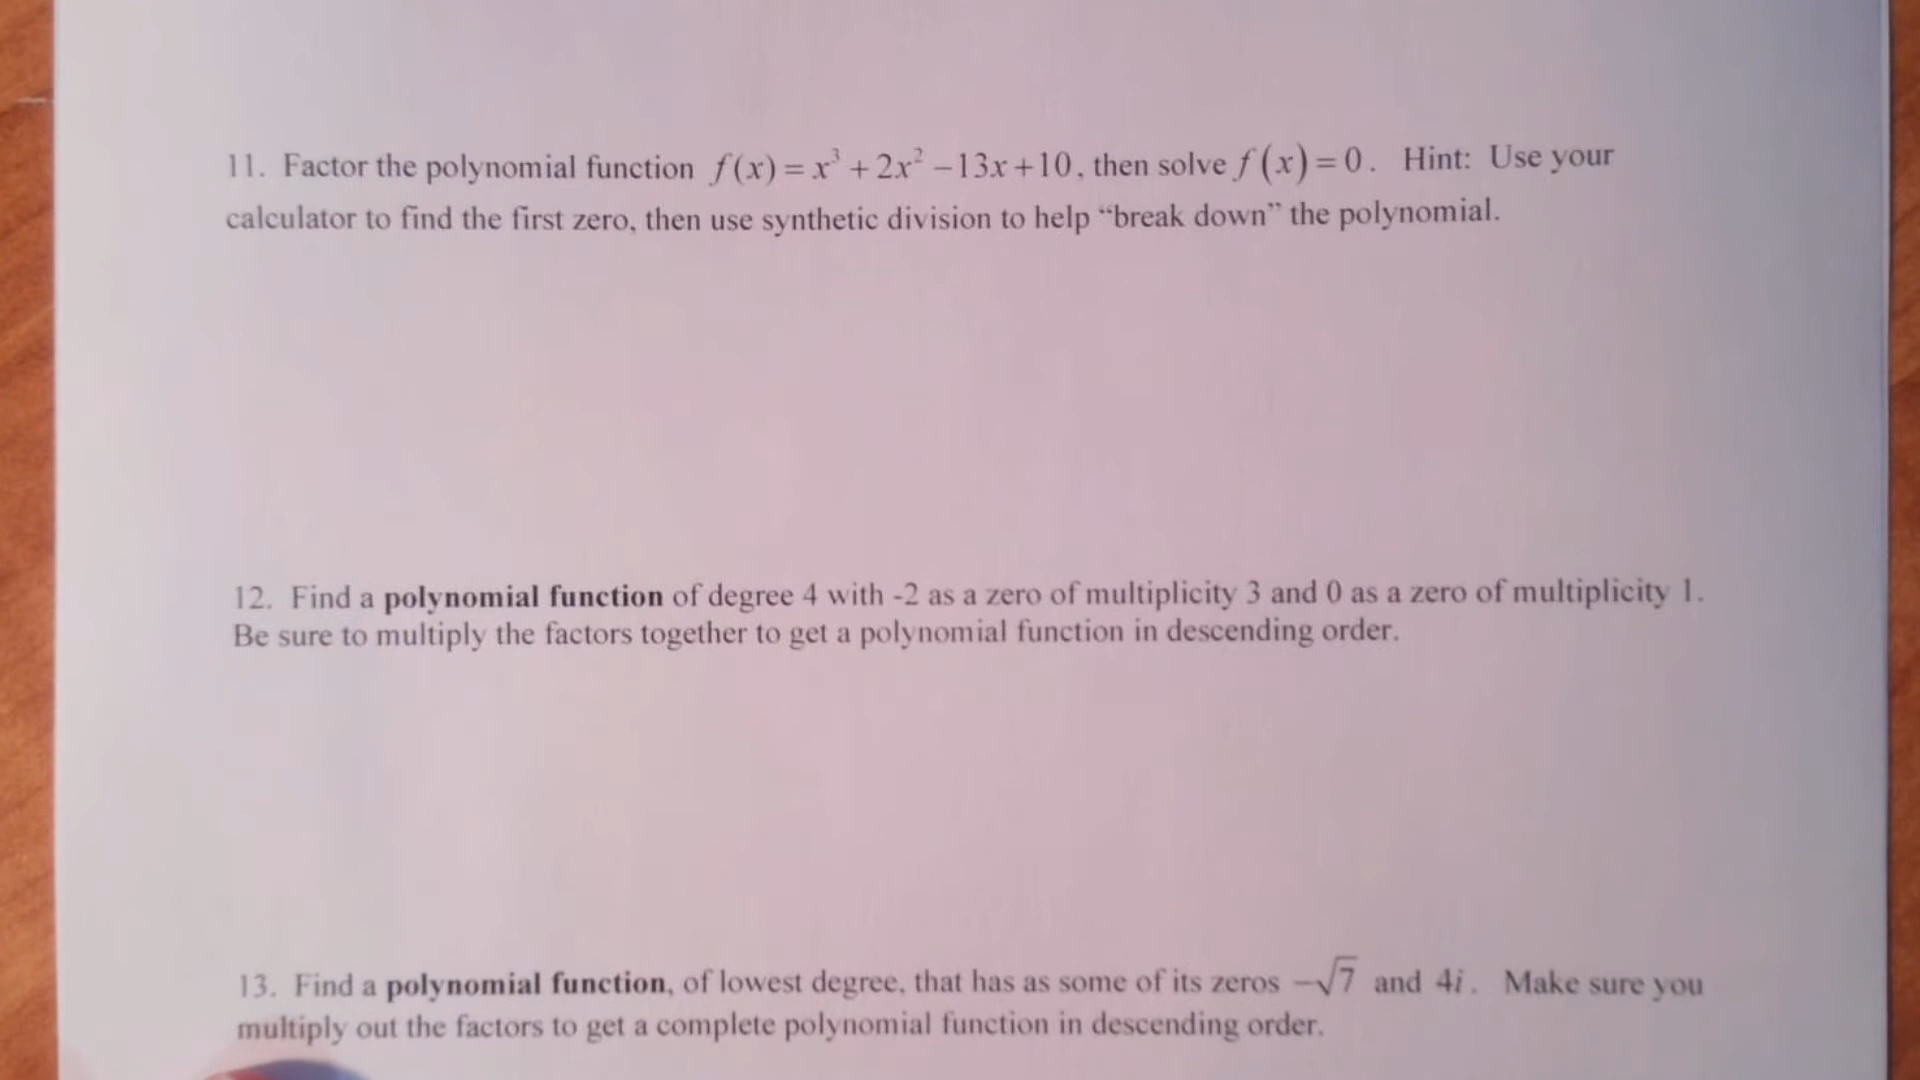 11. Factor the polynomial function f(x) = x³ + 2x² − 13x + 10, then solve f(x) = 0. Hint: Use your
calculator to find the first zero, then use synthetic division to help “break down” the polynomial.
12. Find a polynomial function of degree 4 with -2 as a zero of multiplicity 3 and 0 as a zero of multiplicity 1.
Be sure to multiply the factors together to get a polynomial function in descending order.
13. Find a polynomial function, of lowest degree, that has as some of its zeros −√7 and 4i. Make sure you
multiply out the factors to get a complete polynomial function in descending order.